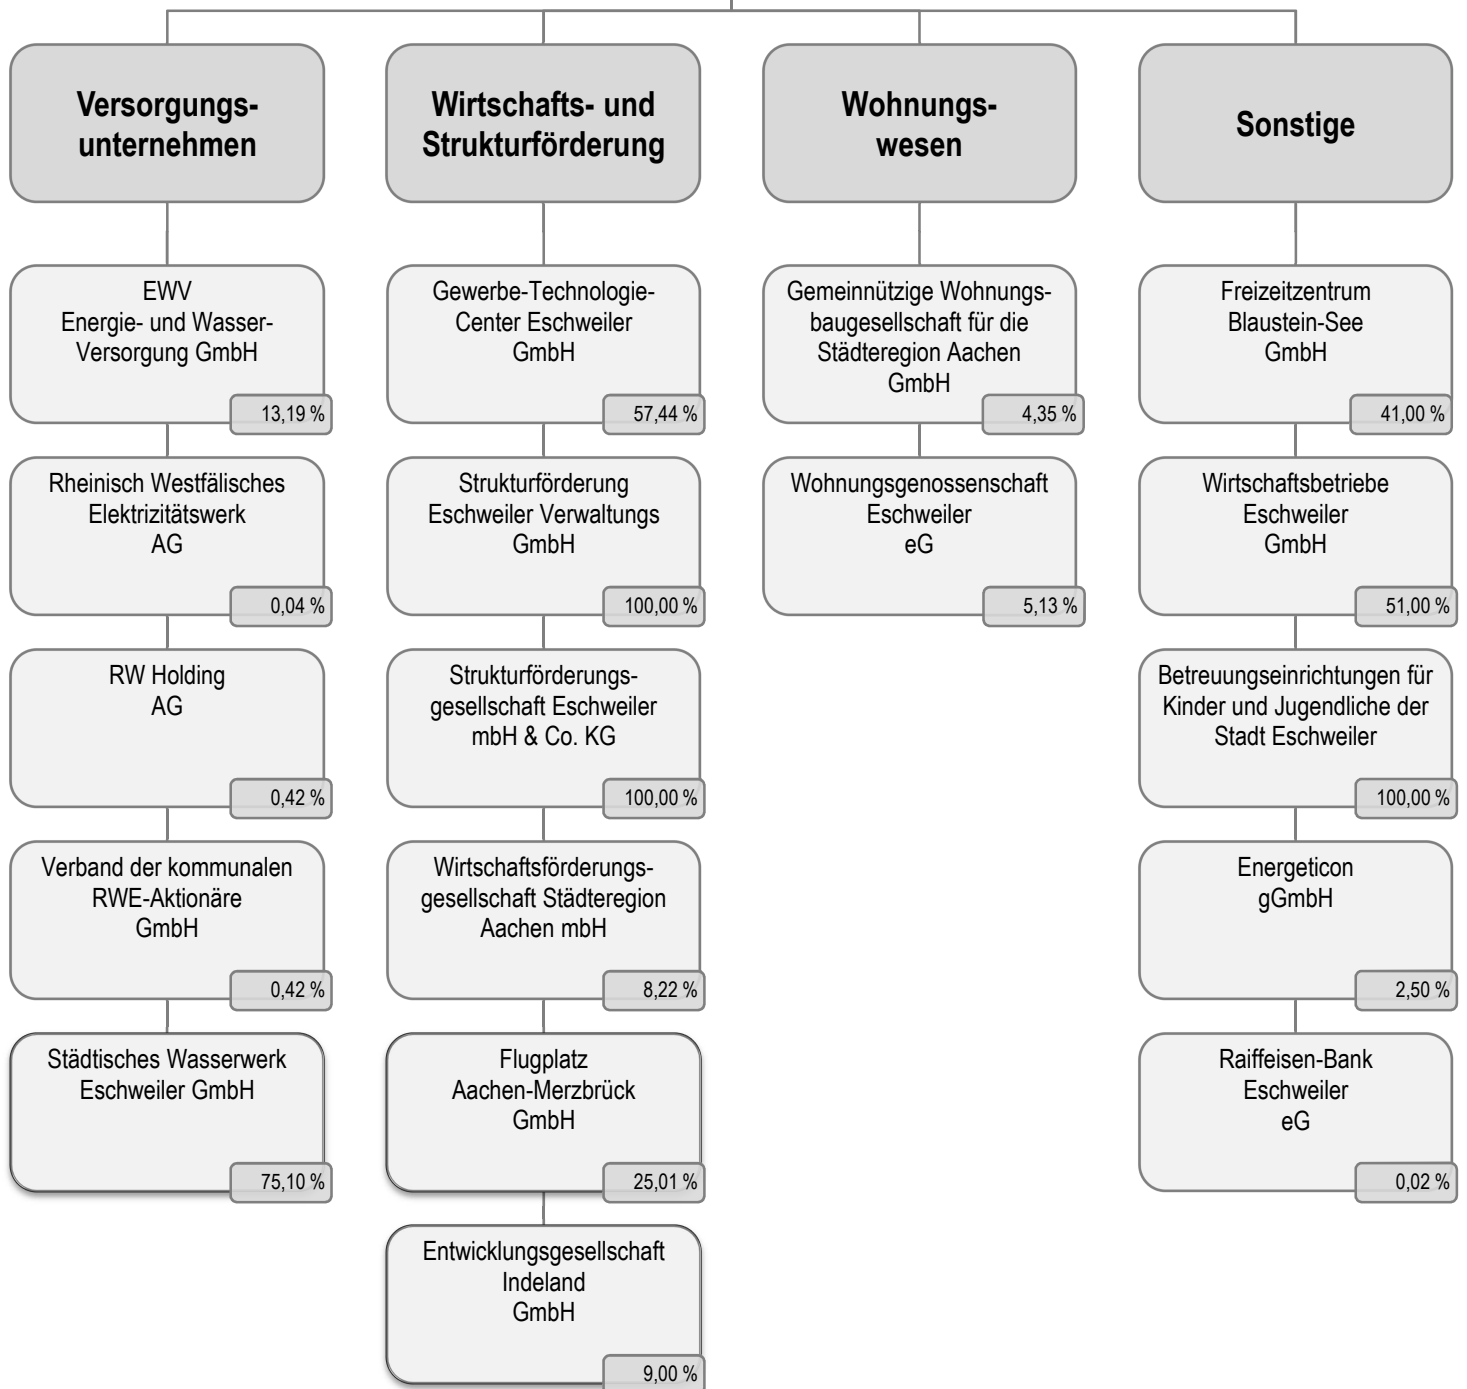 Versorgungs-
unternehmen
EWV
Energie- und Wasser-
Versorgung GmbH
13,19 %
Rheinisch Westfälisches
Elektrizitätswerk
AG
0,04 %
RW Holding
AG
0,42 %
Verband der kommunalen
RWE-Aktionäre
GmbH
0,42 %
Städtisches Wasserwerk
Eschweiler GmbH
75,10 %
Wirtschafts- und
Strukturförderung
Gewerbe-Technologie-
Center Eschweiler
GmbH
57,44 %
Strukturförderung
Eschweiler Verwaltungs
GmbH
100,00 %
Strukturförderungs-
gesellschaft Eschweiler
mbH & Co. KG
100,00 %
Wirtschaftsförderungs-
gesellschaft Städteregion
Aachen mbH
8,22 %
Flugplatz
Aachen-Merzbrück
GmbH
25,01 %
Entwicklungsgesellschaft
Indeland
GmbH
9,00 %
Wohnungs-
wesen
Gemeinnützige Wohnungs-
baugesellschaft für die
Städteregion Aachen
GmbH
4,35 %
Wohnungsgenossenschaft
Eschweiler
eG
5,13 %
Sonstige
Freizeitzentrum
Blaustein-See
GmbH
41,00 %
Wirtschaftsbetriebe
Eschweiler
GmbH
51,00 %
Betreuungseinrichtungen für
Kinder und Jugendliche der
Stadt Eschweiler
100,00 %
Energeticon
gGmbH
2,50 %
Raiffeisen-Bank
Eschweiler
eG
0,02 %